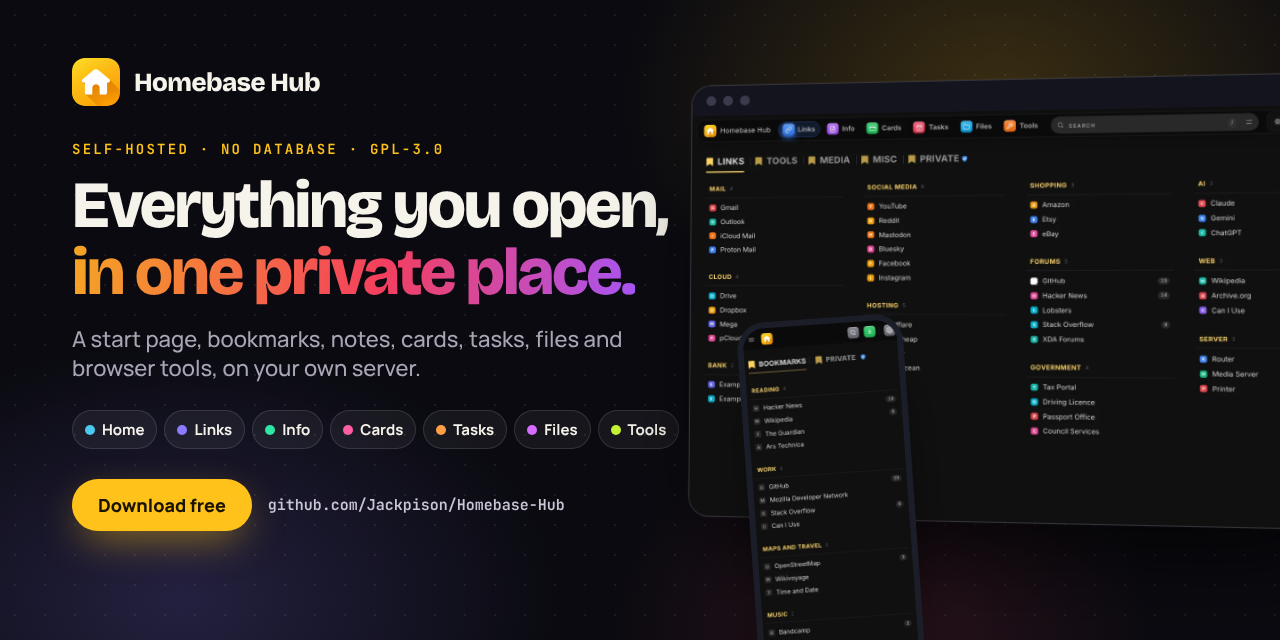 Homebase Hub
SELF-HOSTED · NO DATABASE · GPL-3.0
Everything you open,
in one private place.
A start page, bookmarks, notes, cards, tasks, files and
browser tools, on your own server.
Home Links Info Cards Tasks Files Tools
Download free github.com/Jackpison/Homebase-Hub
Homebase Hub Links Info Cards Tasks Files Tools SEARCH
LINKS TOOLS MEDIA MISC PRIVATE
MAIL
Gmail
Outlook
iCloud Mail
Proton Mail
CLOUD
Drive
Dropbox
Mega
BANK
SOCIAL MEDIA
YouTube
Reddit
Mastodon
Bluesky
Facebook
Instagram
HOSTING
SHOPPING
Amazon
Etsy
eBay
FORUMS
GitHub
Hacker News
Lobsters
Stack Overflow
XDA Forums
GOVERNMENT
Tax Portal
Driving Licence
Passport Office
Council Services
AI
Claude
Gemini
ChatGPT
WEB
Wikipedia
Archive.org
Can I Use
SERVER
Router
Media Server
Printer
BOOKMARKS PRIVATE
READING
Hacker News
Wikipedia
The Guardian
Ars Technica
WORK
GitHub
Mozilla Developer Network
Stack Overflow
Can I Use
MAPS AND TRAVEL
OpenStreetMap
Wikivoyage
Time and Date
MUSIC
Bandcamp